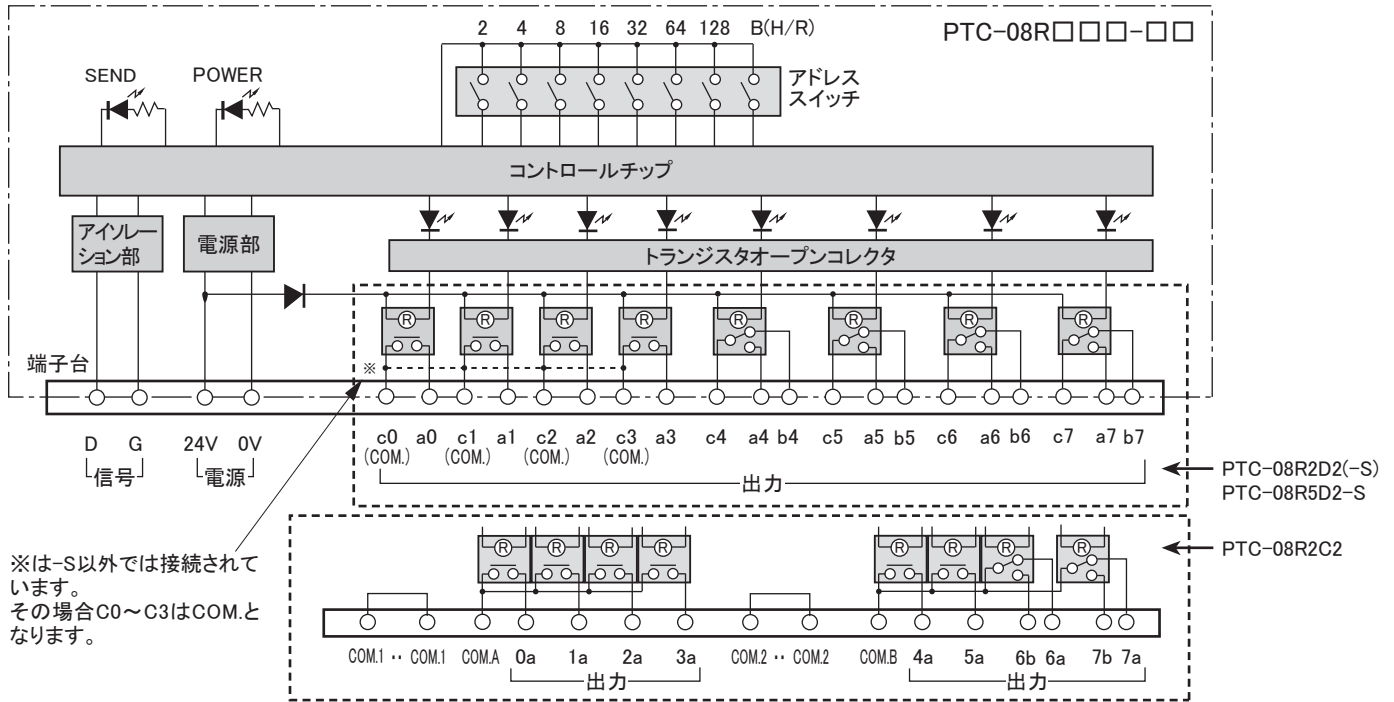 2 4 8 16 32 64 128 B(H/R)
PTC-08R□□□-□□
SEND
POWER
アドレス
スイッチ
コントロールチップ
アイソレー
ション部
電源部
トランジスタオープンコレクタ
R R R R R R R R
端子台
※
D G 24V 0V c0 a0 c1 a1 c2 a2 c3 a3 c4 a4 b4 c5 a5 b5 c6 a6 b6 c7 a7 b7
(COM.) (COM.) (COM.) (COM.)
信号 電源 出力
PTC-08R2D2(-S)
PTC-08R5D2-S
R R R R R R R R
PTC-08R2C2
※は-S以外では接続されて
います。
その場合C0～C3はCOM.と
なります。
COM.1 ‥ COM.1 COM.A 0a 1a 2a 3a COM.2 ‥ COM.2 COM.B 4a 5a 6b 6a 7b 7a
出力 出力